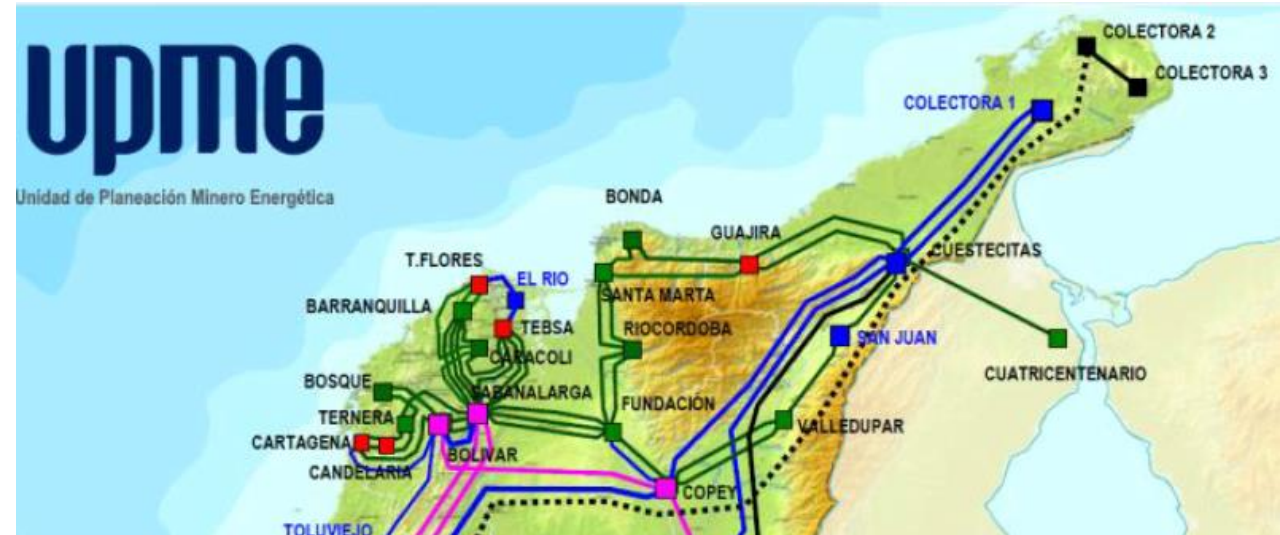 upme
Unidad de Planeación Minero Energética
COLECTORA 2
COLECTORA 3
COLECTORA 1
BONDA
GUAJIRA
CUESTECITAS
T.FLORES
EL RIO
SANTA MARTA
BARRANQUILLA
TEBSA
RIOCORDOBA
SAN JUAN
CARACOLI
CUATRICENTENARIO
BOSQUE
SABANALARGA
FUNDACIÓN
TERNERA
VALLEDUPAR
CARTAGENA
BOLIVAR
CANDELARIA
COPEY
TOLUVIEJO